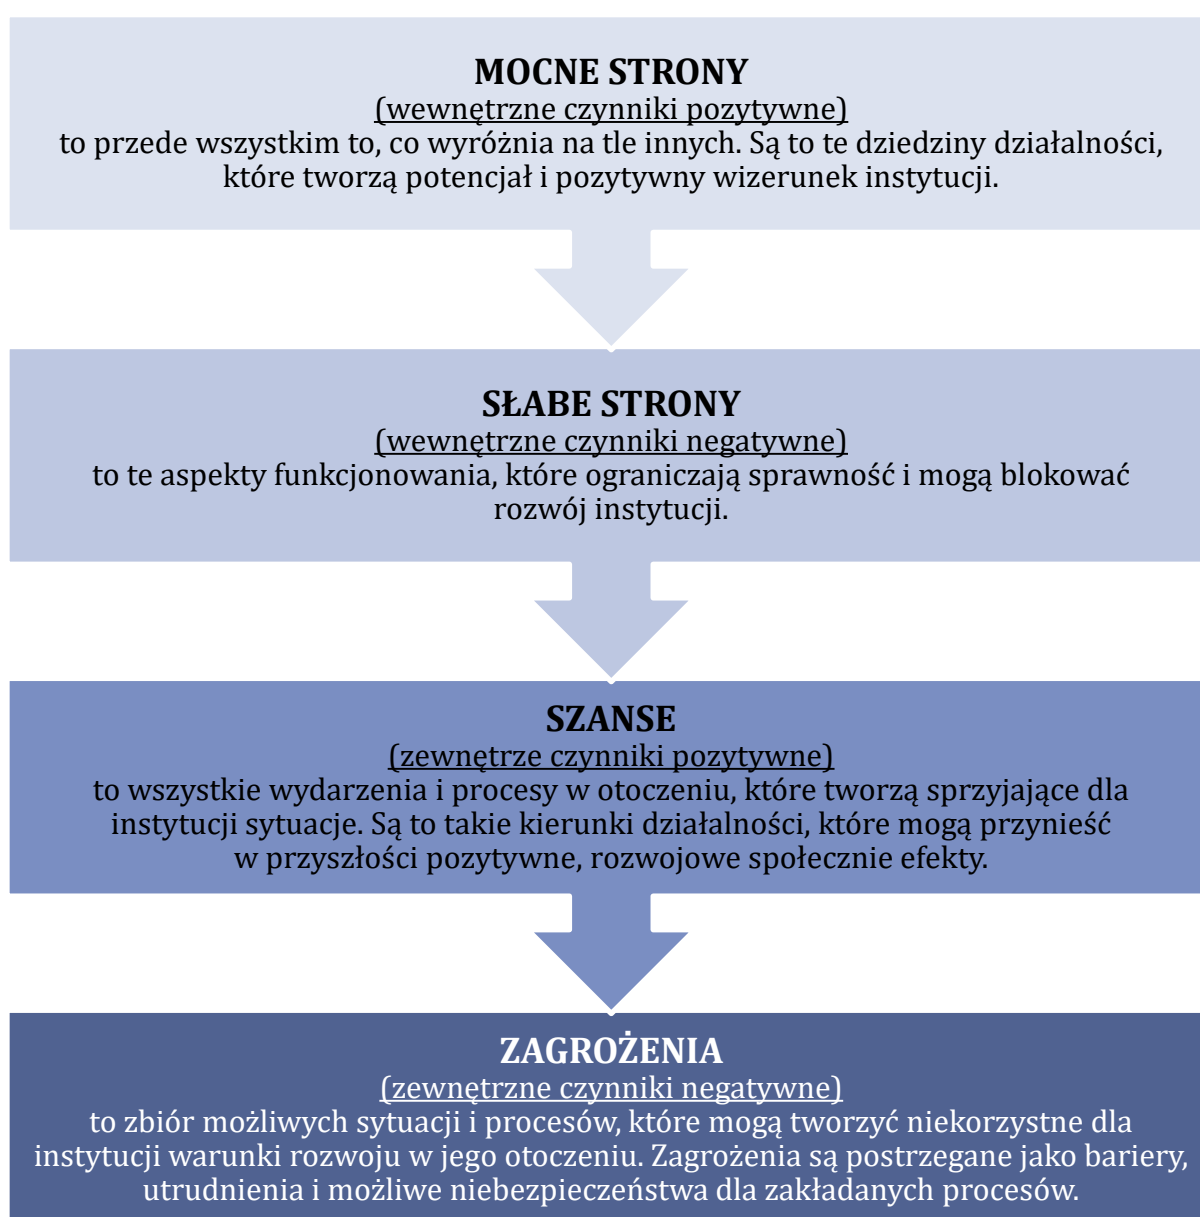 MOCNE STRONY
(wewnętrzne czynniki pozytywne)
to przede wszystkim to, co wyróżnia na tle innych. Są to te dziedziny działalności,
które tworzą potencjał i pozytywny wizerunek instytucji.
SŁABE STRONY
(wewnętrzne czynniki negatywne)
to te aspekty funkcjonowania, które ograniczają sprawność i mogą blokować
rozwój instytucji.
SZANSE
(zewnętrze czynniki pozytywne)
to wszystkie wydarzenia i procesy w otoczeniu, które tworzą sprzyjające dla
instytucji sytuacje. Są to takie kierunki działalności, które mogą przynieść
w przyszłości pozytywne, rozwojowe społecznie efekty.
ZAGROŻENIA
(zewnętrzne czynniki negatywne)
to zbiór możliwych sytuacji i procesów, które mogą tworzyć niekorzystne dla
instytucji warunki rozwoju w jego otoczeniu. Zagrożenia są postrzegane jako bariery,
utrudnienia i możliwe niebezpieczeństwa dla zakładanych procesów.